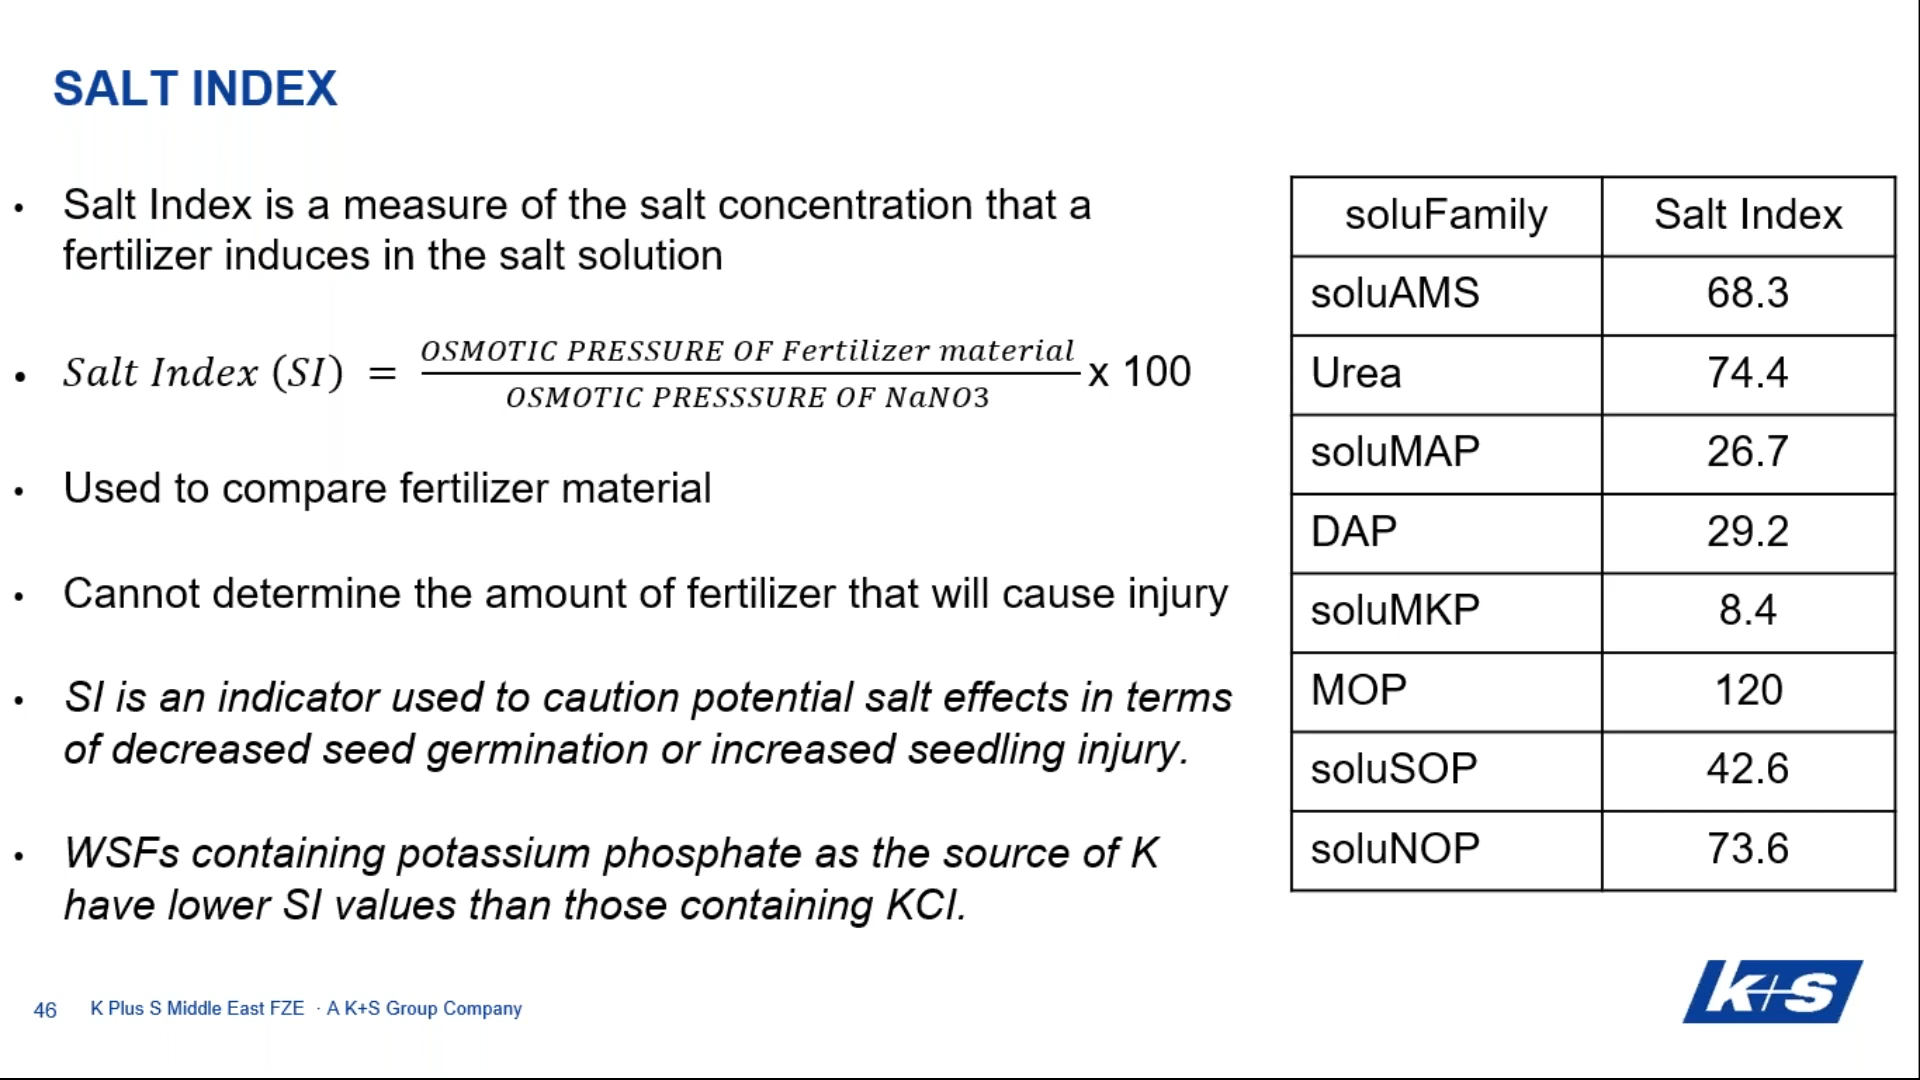 SALT INDEX
• Salt Index is a measure of the salt concentration that a
fertilizer induces in the salt solution
• Salt Index (SI) = OSMOTIC PRESSURE OF Fertilizer material / OSMOTIC PRESSSURE OF NaNO3 x 100
• Used to compare fertilizer material
• Cannot determine the amount of fertilizer that will cause injury
• SI is an indicator used to caution potential salt effects in terms
of decreased seed germination or increased seedling injury.
• WSFs containing potassium phosphate as the source of K
have lower SI values than those containing KCl.
soluFamily Salt Index
soluAMS 68.3
Urea 74.4
soluMAP 26.7
DAP 29.2
soluMKP 8.4
MOP 120
soluSOP 42.6
soluNOP 73.6
46 K Plus S Middle East FZE · A K+S Group Company
K+S